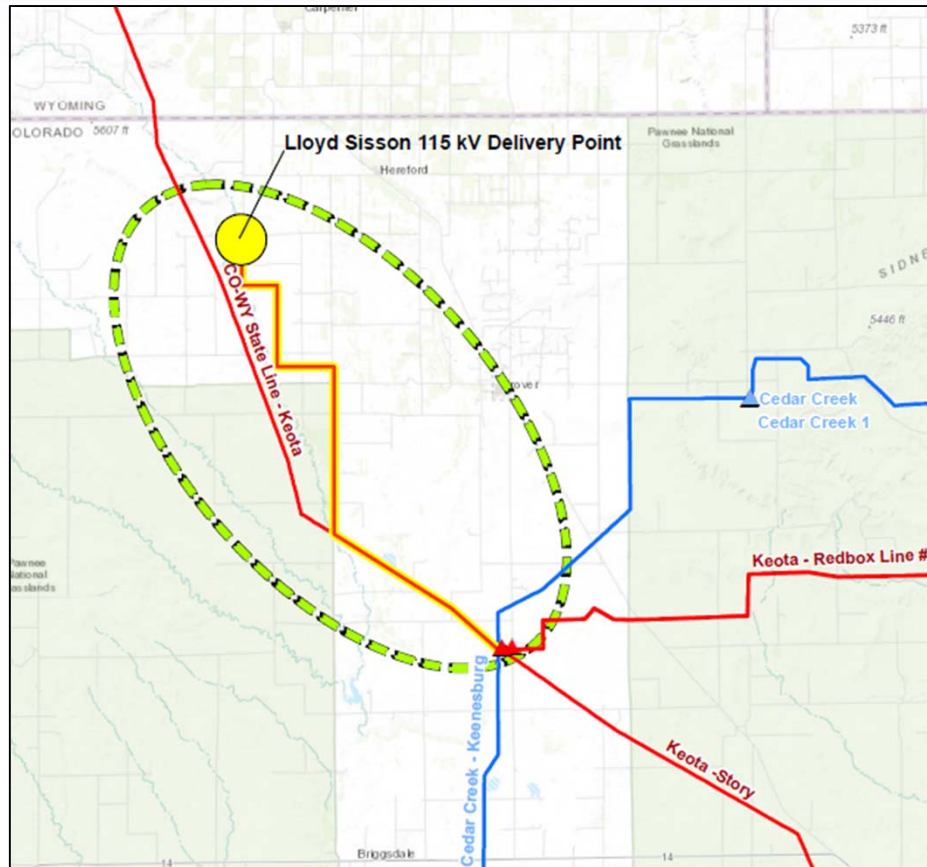 Carpenter
5373 ft
WYOMING
COLORADO
5607 ft
Lloyd Sisson 115 kV Delivery Point
Pawnee National
Grasslands
Hereford
SIDNE
CO-WY State Line - Keota
5446 ft
rover
Cedar Creek
Cedar Creek 1
Pawnee
National
Grasslands
Keota - Redbox Line #
Cedar Creek - Keenesburg
Keota -Story
Briggsdale
14
14